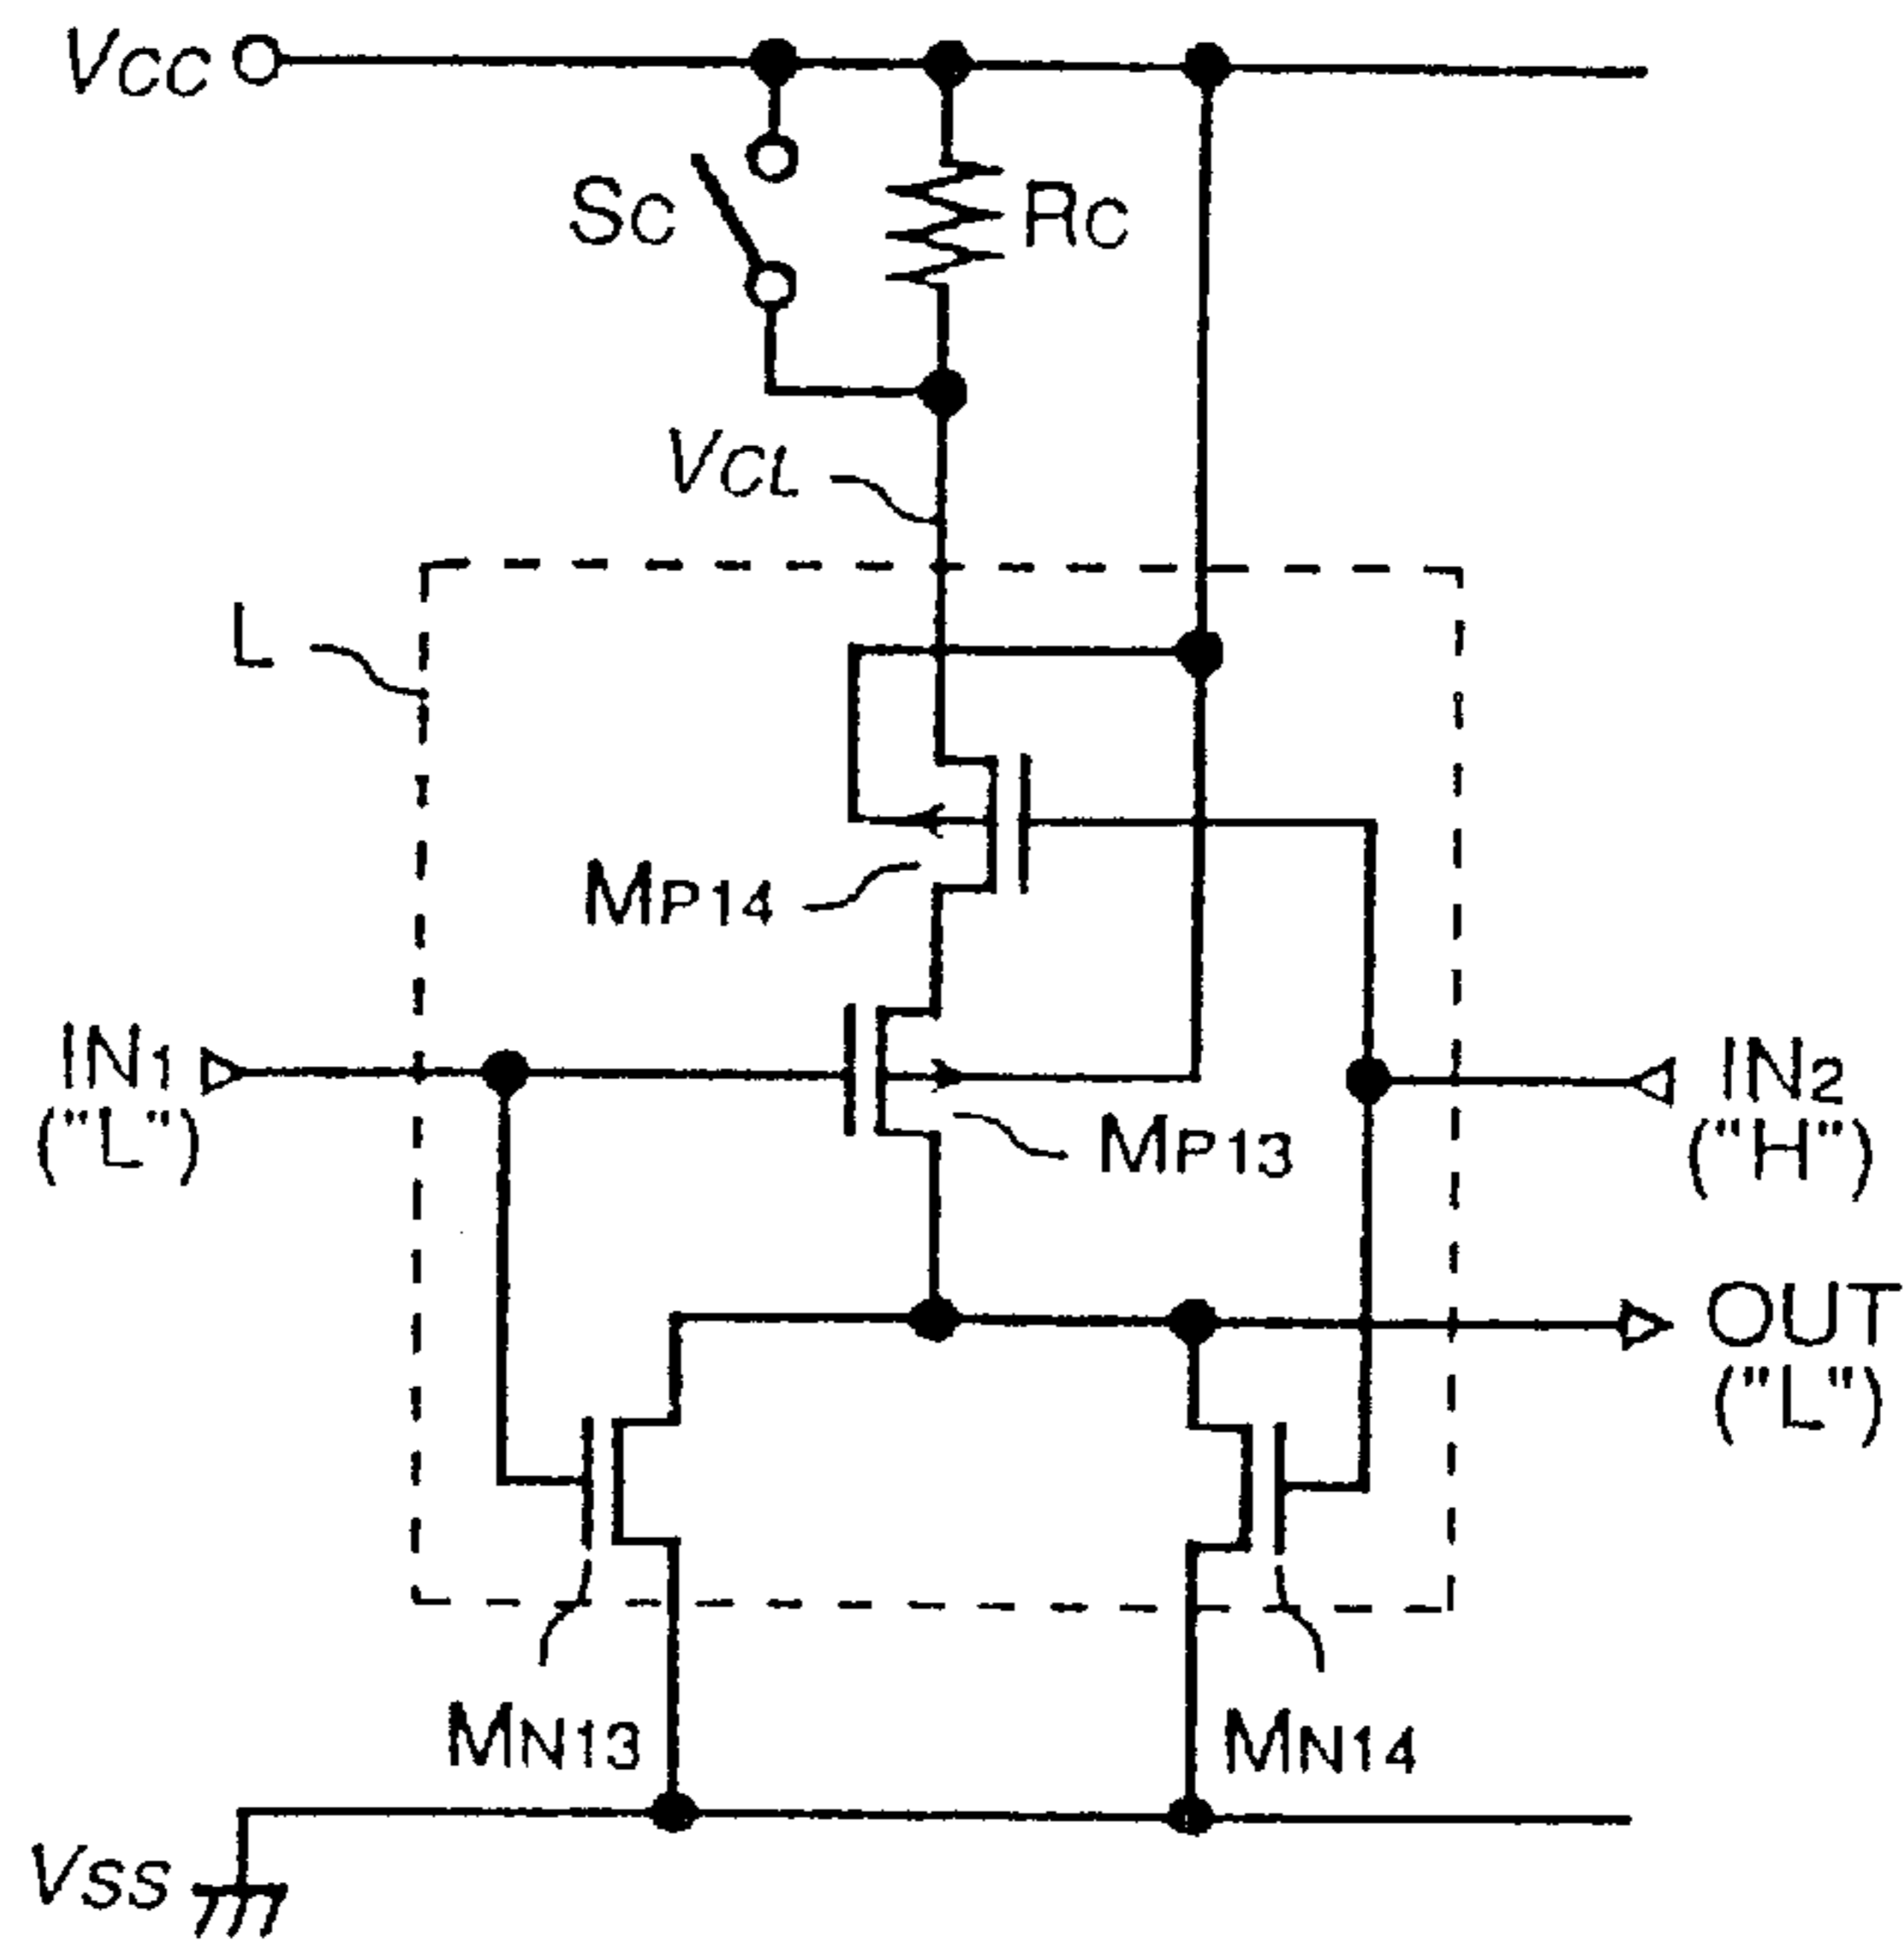 VCC
SC
RC
VCL
L
MP14
IN1
("L")
IN2
("H")
MP13
OUT
("L")
MN13
MN14
VSS